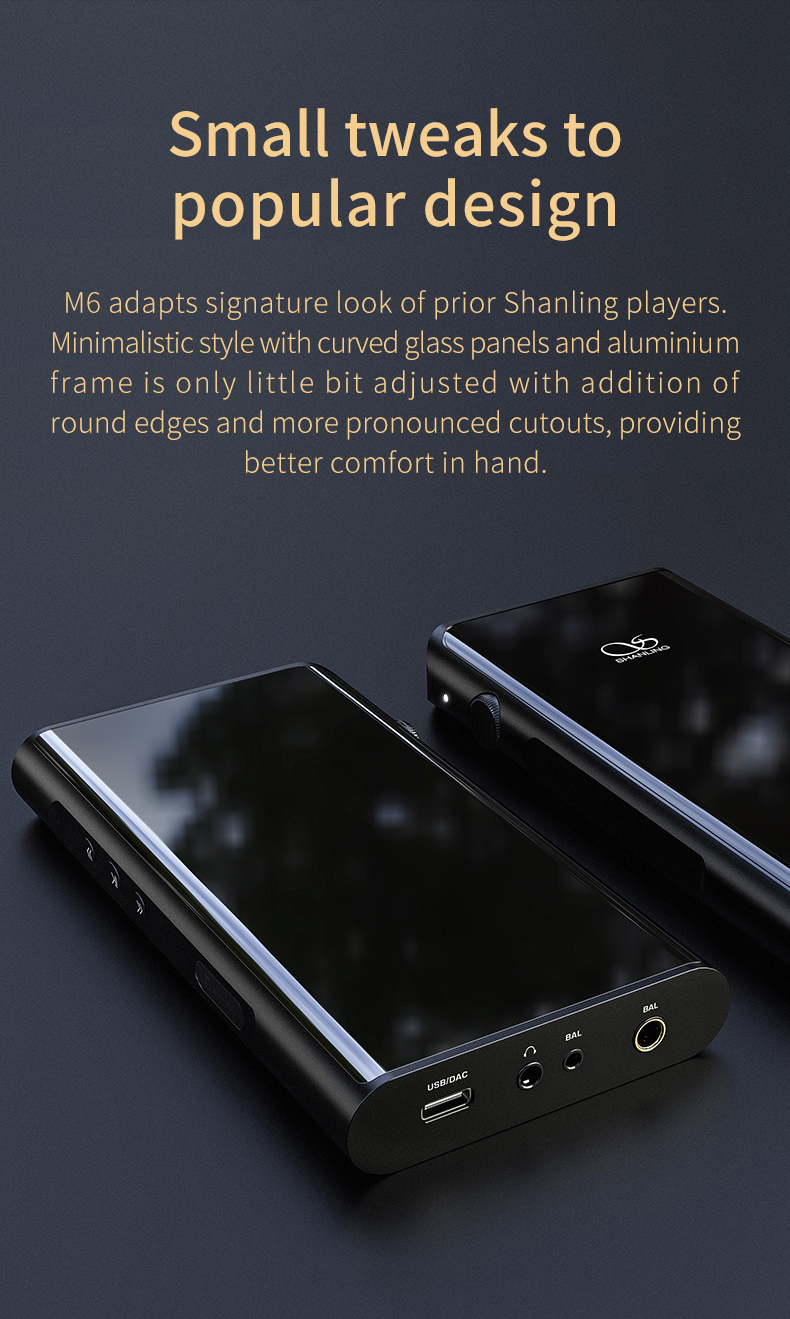 Small tweaks to
popular design
M6 adapts signature look of prior Shanling players.
Minimalistic style with curved glass panels and aluminium
frame is only little bit adjusted with addition of
round edges and more pronounced cutouts, providing
better comfort in hand.
SHANLING
BAL
BAL
USB/DAC